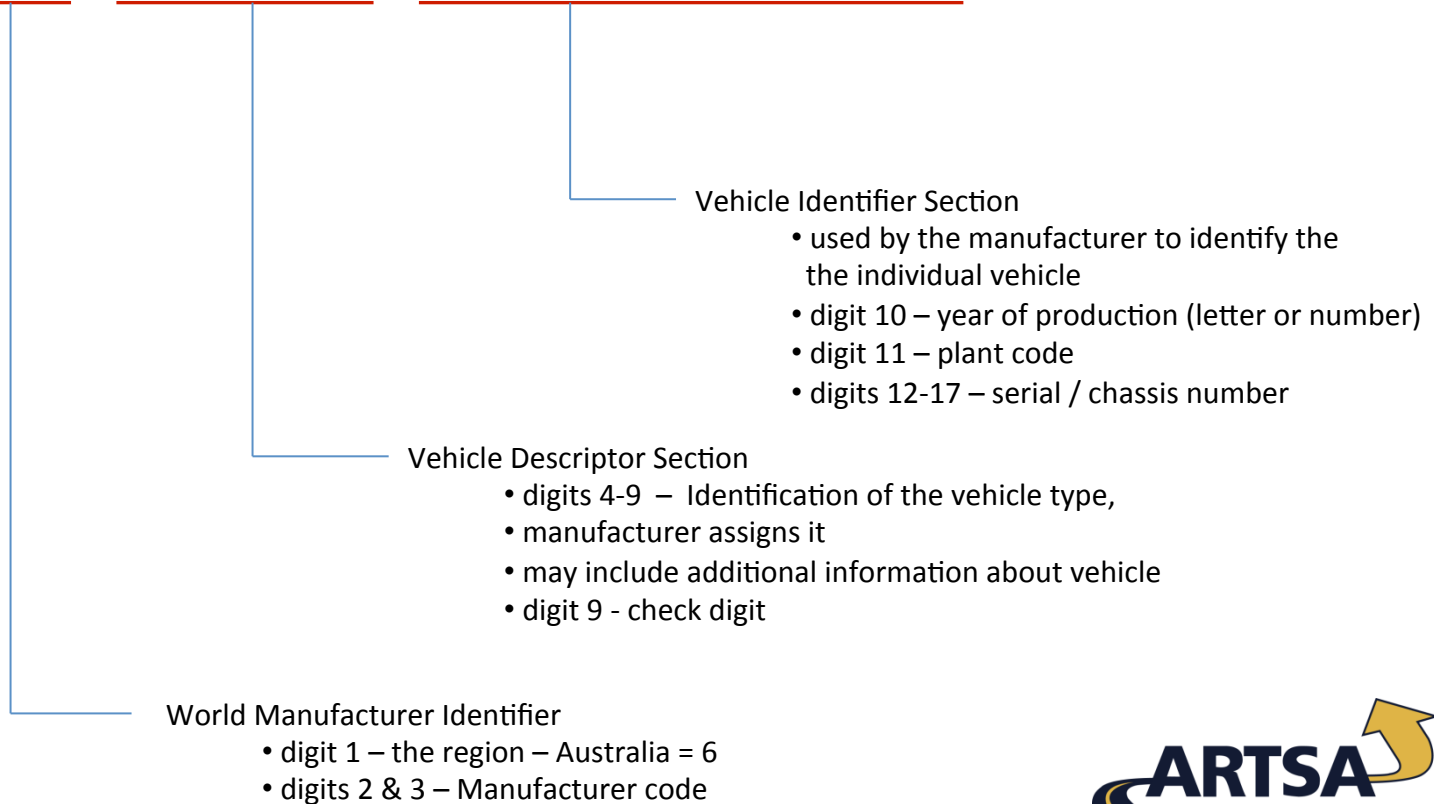 Vehicle Identifier Section
• used by the manufacturer to identify the
the individual vehicle
• digit 10 – year of production (letter or number)
• digit 11 – plant code
• digits 12-17 – serial / chassis number
Vehicle Descriptor Section
• digits 4-9 – Identification of the vehicle type,
• manufacturer assigns it
• may include additional information about vehicle
• digit 9 - check digit
World Manufacturer Identifier
• digit 1 – the region – Australia = 6
• digits 2 & 3 – Manufacturer code
ARTSA